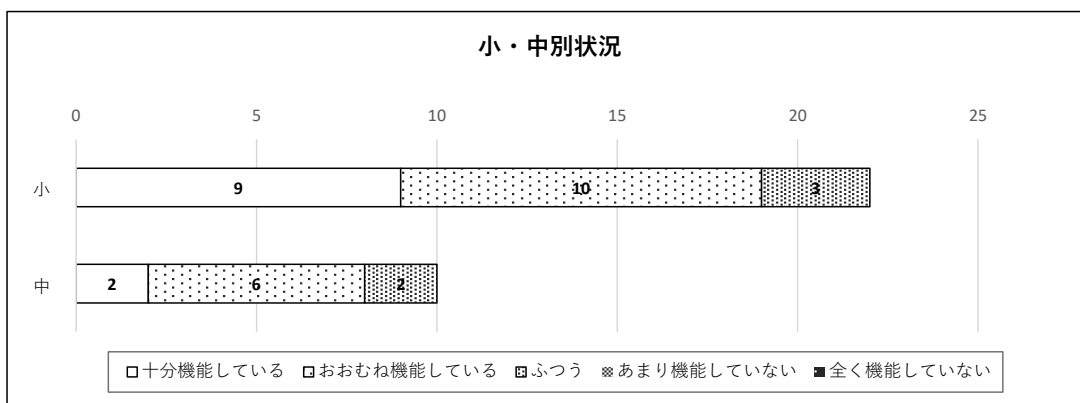 小・中別状況
0 5 10 15 20 25
小 9 10 3
中 2 6 2
□十分機能している □おおむね機能している ふつう あまり機能していない ■全く機能していない